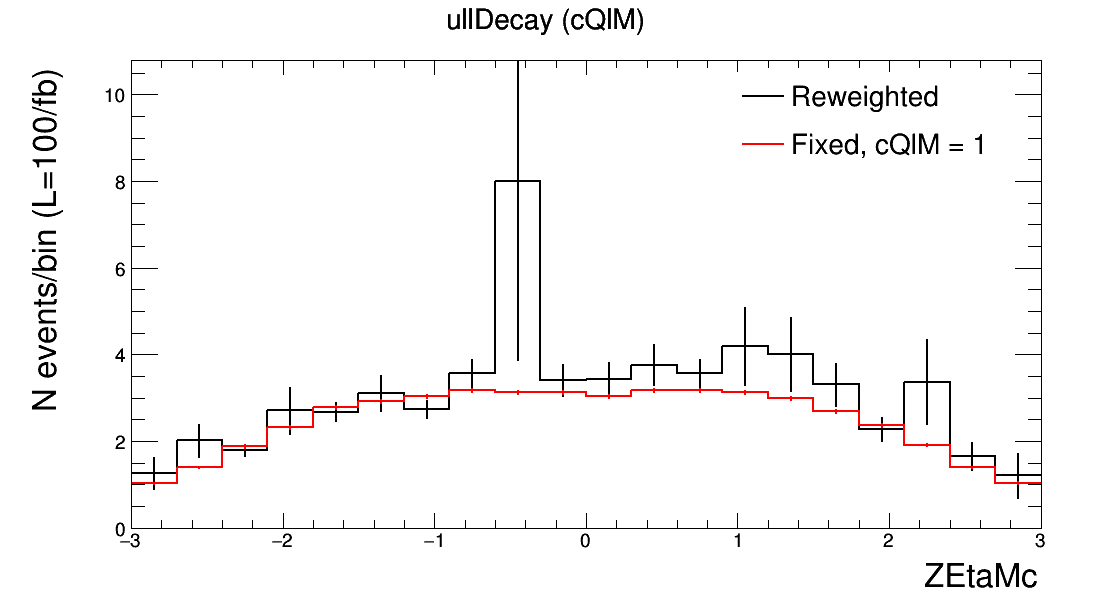 ullDecay (cQlM)
N events/bin (L=100/fb)
10
8
6
4
2
0
Reweighted
Fixed, cQlM = 1
−3
−2
−1
0
1
2
3
ZEtaMc